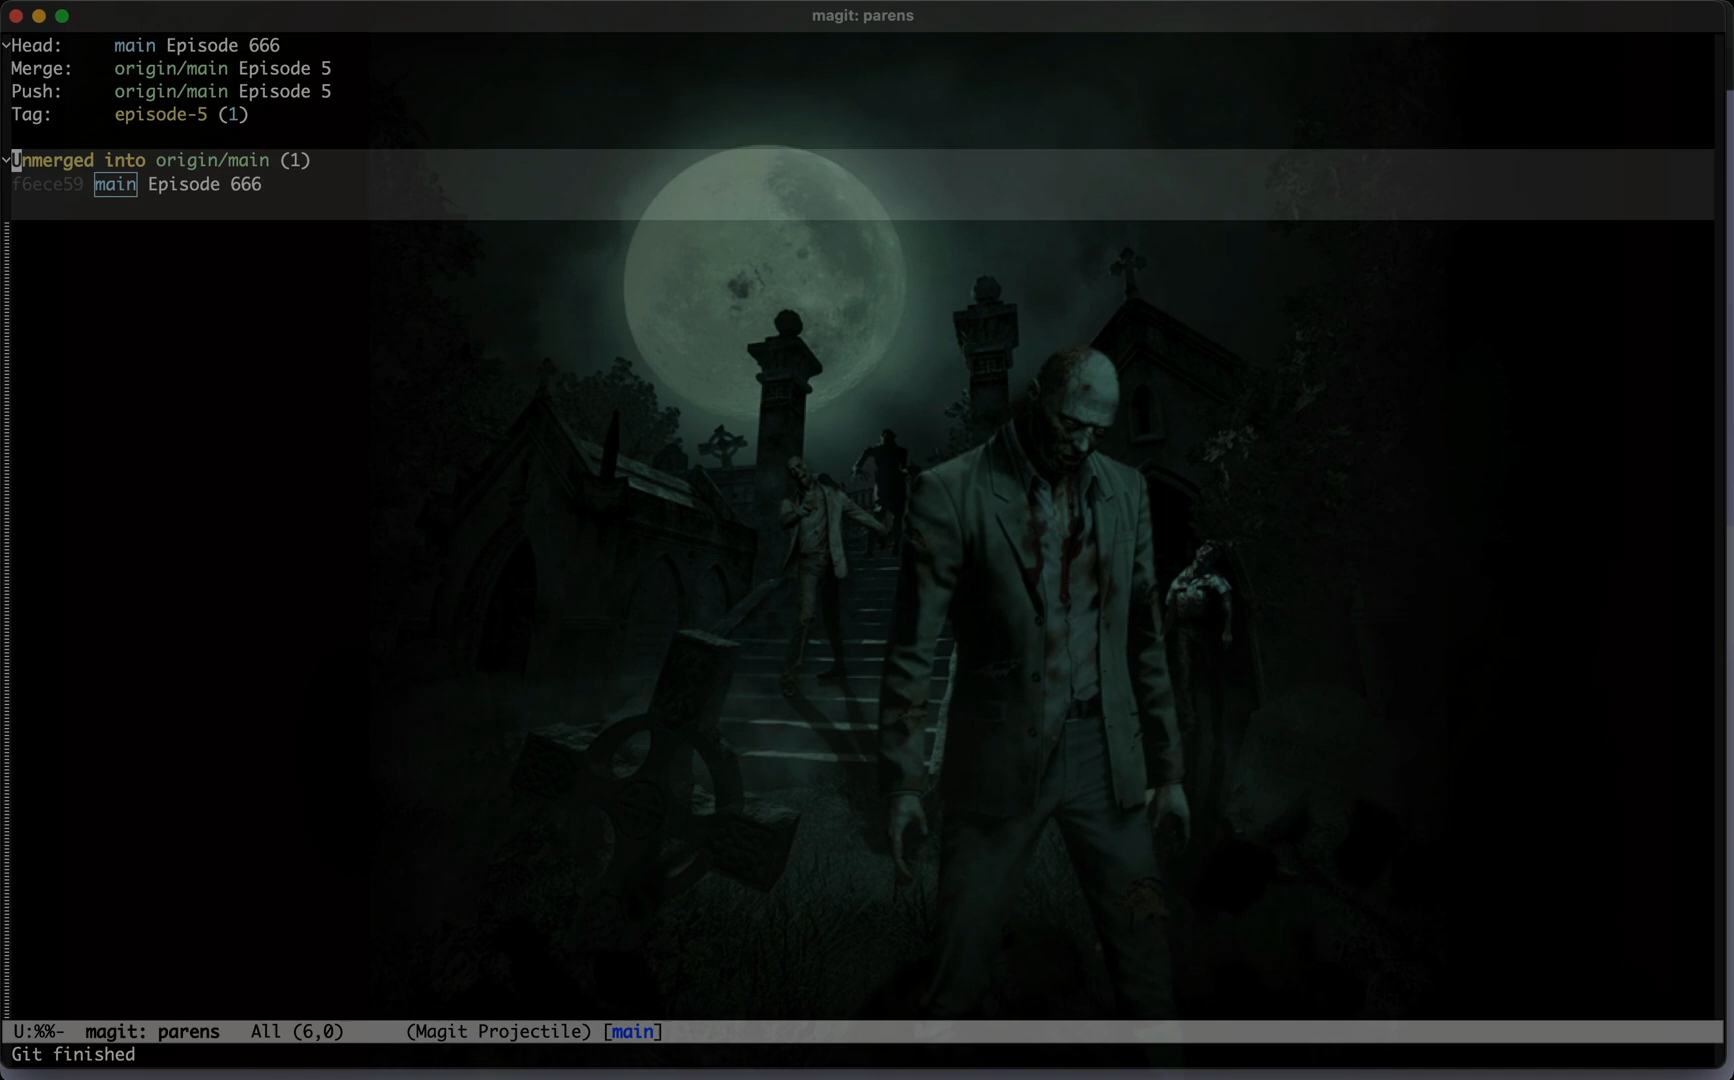 magit: parens
Head: main Episode 666
Merge: origin/main Episode 5
Push: origin/main Episode 5
Tag: episode-5 (1)
Unmerged into origin/main (1)
f6ece59 main Episode 666
U:%%- magit: parens All (6,0) (Magit Projectile) [main]
Git finished